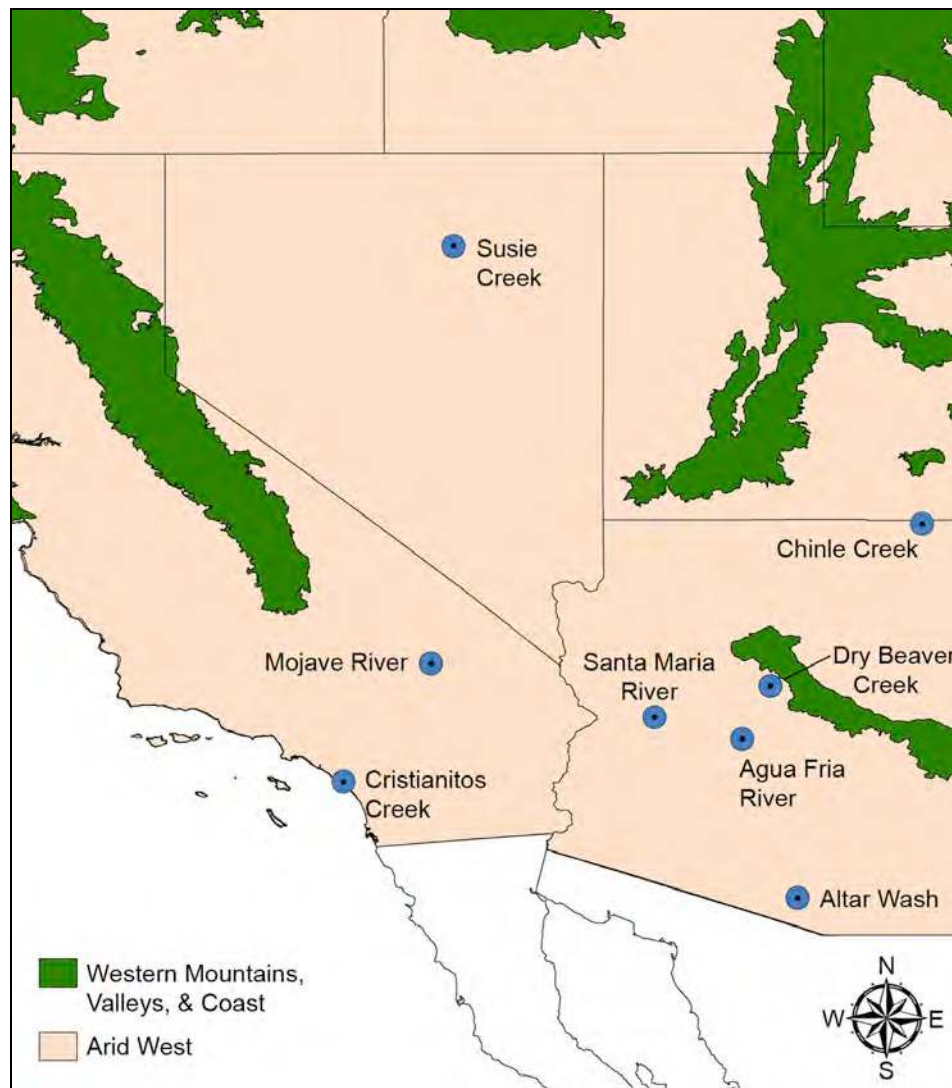 Susie
Creek
Chinle Creek
Mojave River
Santa Maria
River
Dry Beaver
Creek
Agua Fria
River
Cristianitos
Creek
Altar Wash
Western Mountains,
Valleys, & Coast
Arid West
N
W
E
S